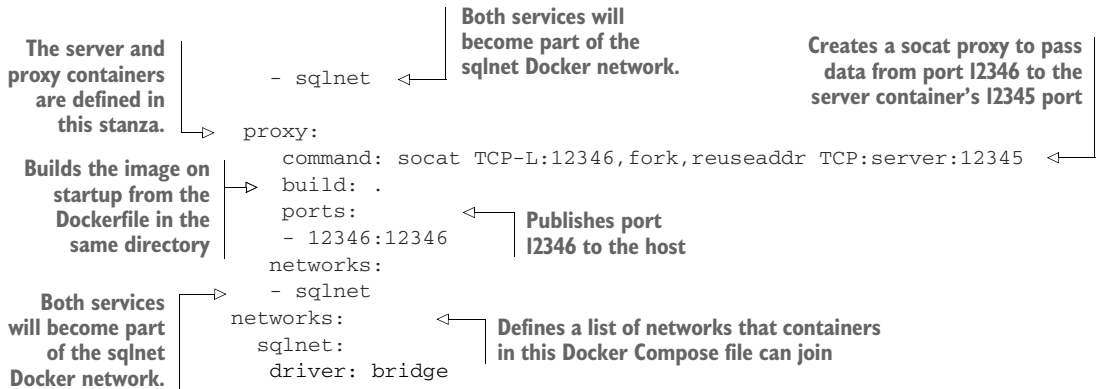 Both services will
become part of the
sqlnet Docker network.
The server and
proxy containers
are defined in
this stanza.
Creates a socat proxy to pass
data from port 12346 to the
server container's 12345 port
- sqlnet
proxy:
command: socat TCP-L:12346,fork,reuseaddr TCP:server:12345
Builds the image on
startup from the
Dockerfile in the
same directory
build: .
ports:
- 12346:12346
Publishes port
12346 to the host
networks:
- sqlnet
Both services
will become part
of the sqlnet
Docker network.
networks:
sqlnet:
driver: bridge
Defines a list of networks that containers
in this Docker Compose file can join